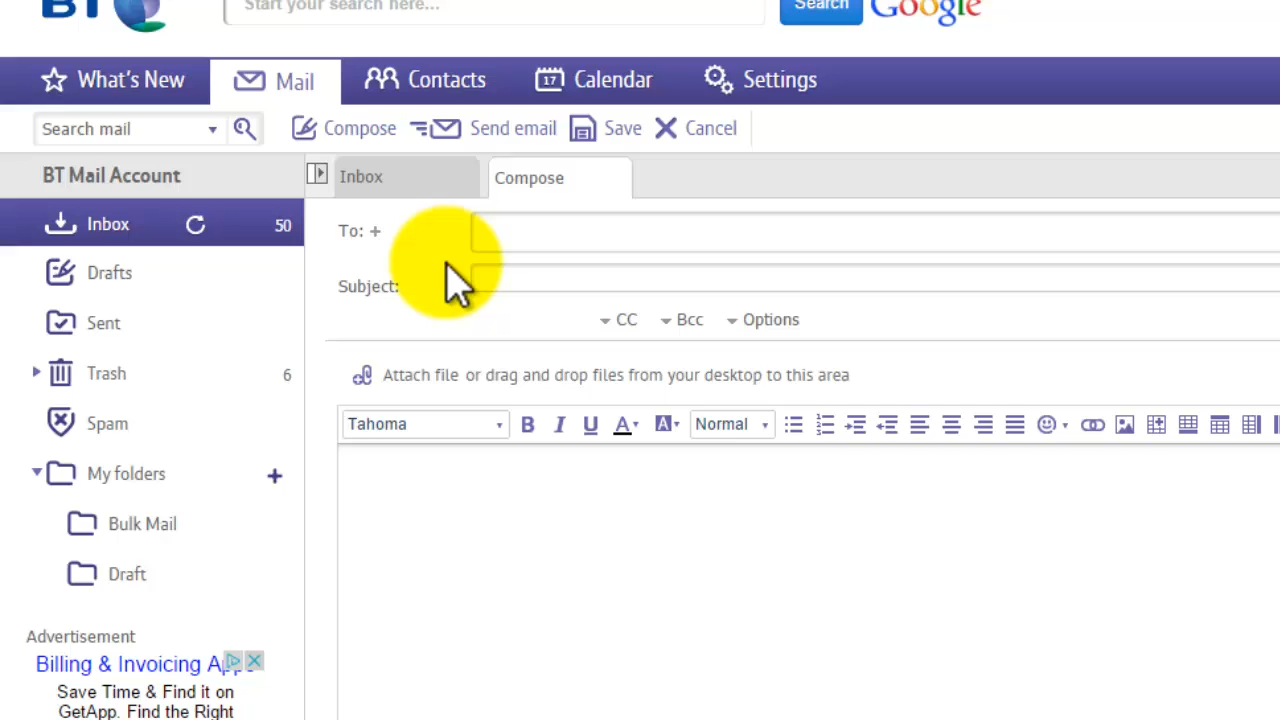 BT Start your search here... Search Google
What's New Mail Contacts 17 Calendar Settings
Search mail Compose Send email Save Cancel
BT Mail Account Inbox Compose
Inbox 50
To: +
Drafts
Subject:
Sent CC Bcc Options
Trash 6
Attach file or drag and drop files from your desktop to this area
Spam Tahoma B I U A A Normal
My folders +
Bulk Mail
Draft
Advertisement
Billing & Invoicing
Save Time & Find it on
GetApp. Find the Right